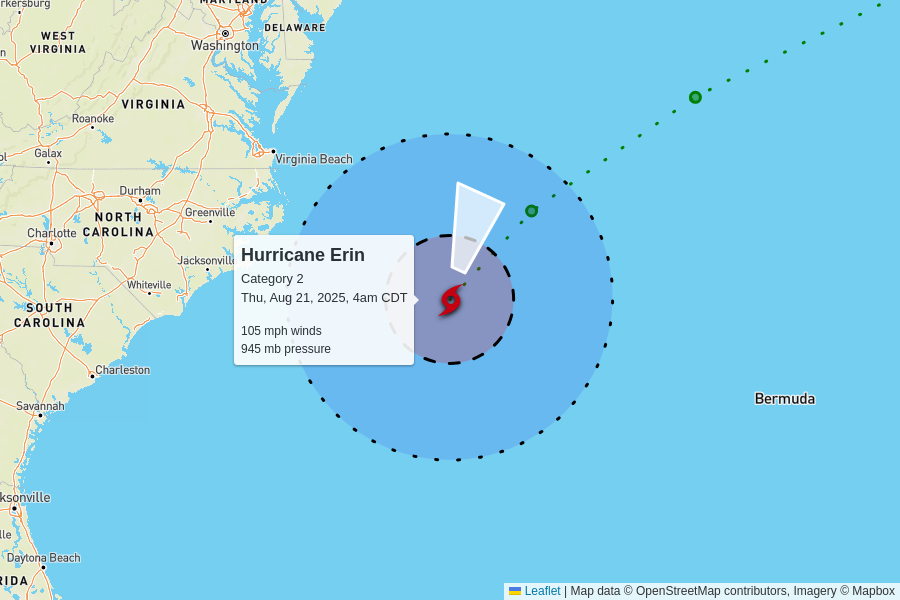 MARYLAND
rkersburg
DELAWARE
WEST
VIRGINIA
Washington
n
VIRGINIA
Roanoke
ol
Galax
Virginia Beach
Durham
Greenville
NORTH
CAROLINA
Charlotte
Hurricane Erin
Jacksonville
Category 2
Whiteville
Thu, Aug 21, 2025, 4am CDT
SOUTH
CAROLINA
105 mph winds
945 mb pressure
Charleston
Bermuda
Savannah
ksonville
lle
Daytona Beach
RIDA
Leaflet | Map data © OpenStreetMap contributors, Imagery © Mapbox